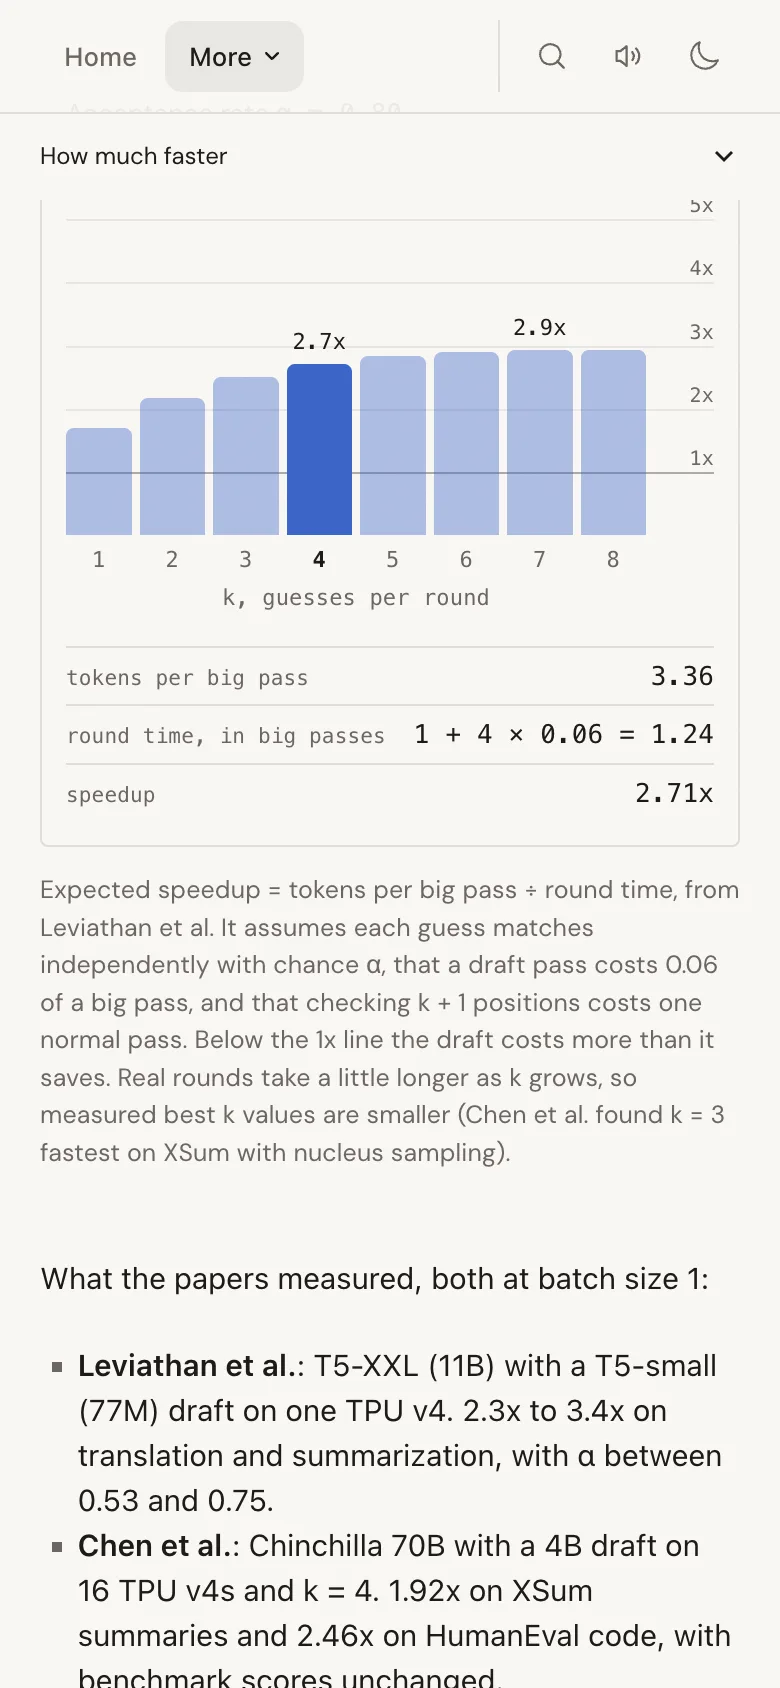 Home
More
Acceptance rate α = 0.80
How much faster
5x
4x
3x
2x
1x
2.7x
2.9x
1 2 3 4 5 6 7 8
k, guesses per round
tokens per big pass 3.36
round time, in big passes 1 + 4 × 0.06 = 1.24
speedup 2.71x
Expected speedup = tokens per big pass ÷ round time, from
Leviathan et al. It assumes each guess matches
independently with chance α, that a draft pass costs 0.06
of a big pass, and that checking k + 1 positions costs one
normal pass. Below the 1x line the draft costs more than it
saves. Real rounds take a little longer as k grows, so
measured best k values are smaller (Chen et al. found k = 3
fastest on XSum with nucleus sampling).
What the papers measured, both at batch size 1:
Leviathan et al.: T5-XXL (11B) with a T5-small
(77M) draft on one TPU v4. 2.3x to 3.4x on
translation and summarization, with α between
0.53 and 0.75.
Chen et al.: Chinchilla 70B with a 4B draft on
16 TPU v4s and k = 4. 1.92x on XSum
summaries and 2.46x on HumanEval code, with
benchmark scores unchanged.